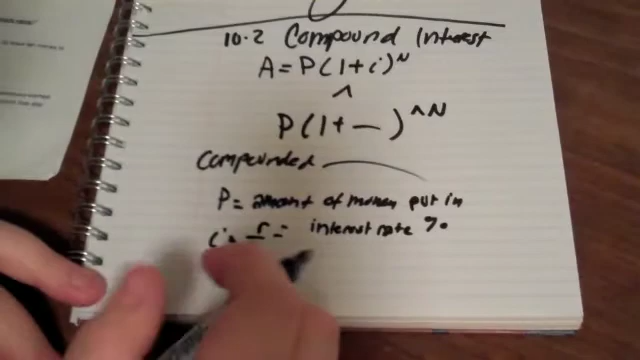 10.2 Compound Interest
A = P(1+i)^N
^
P(1+ — )^^N
Compounded
P = amount of money put in
i = r = interest rate %